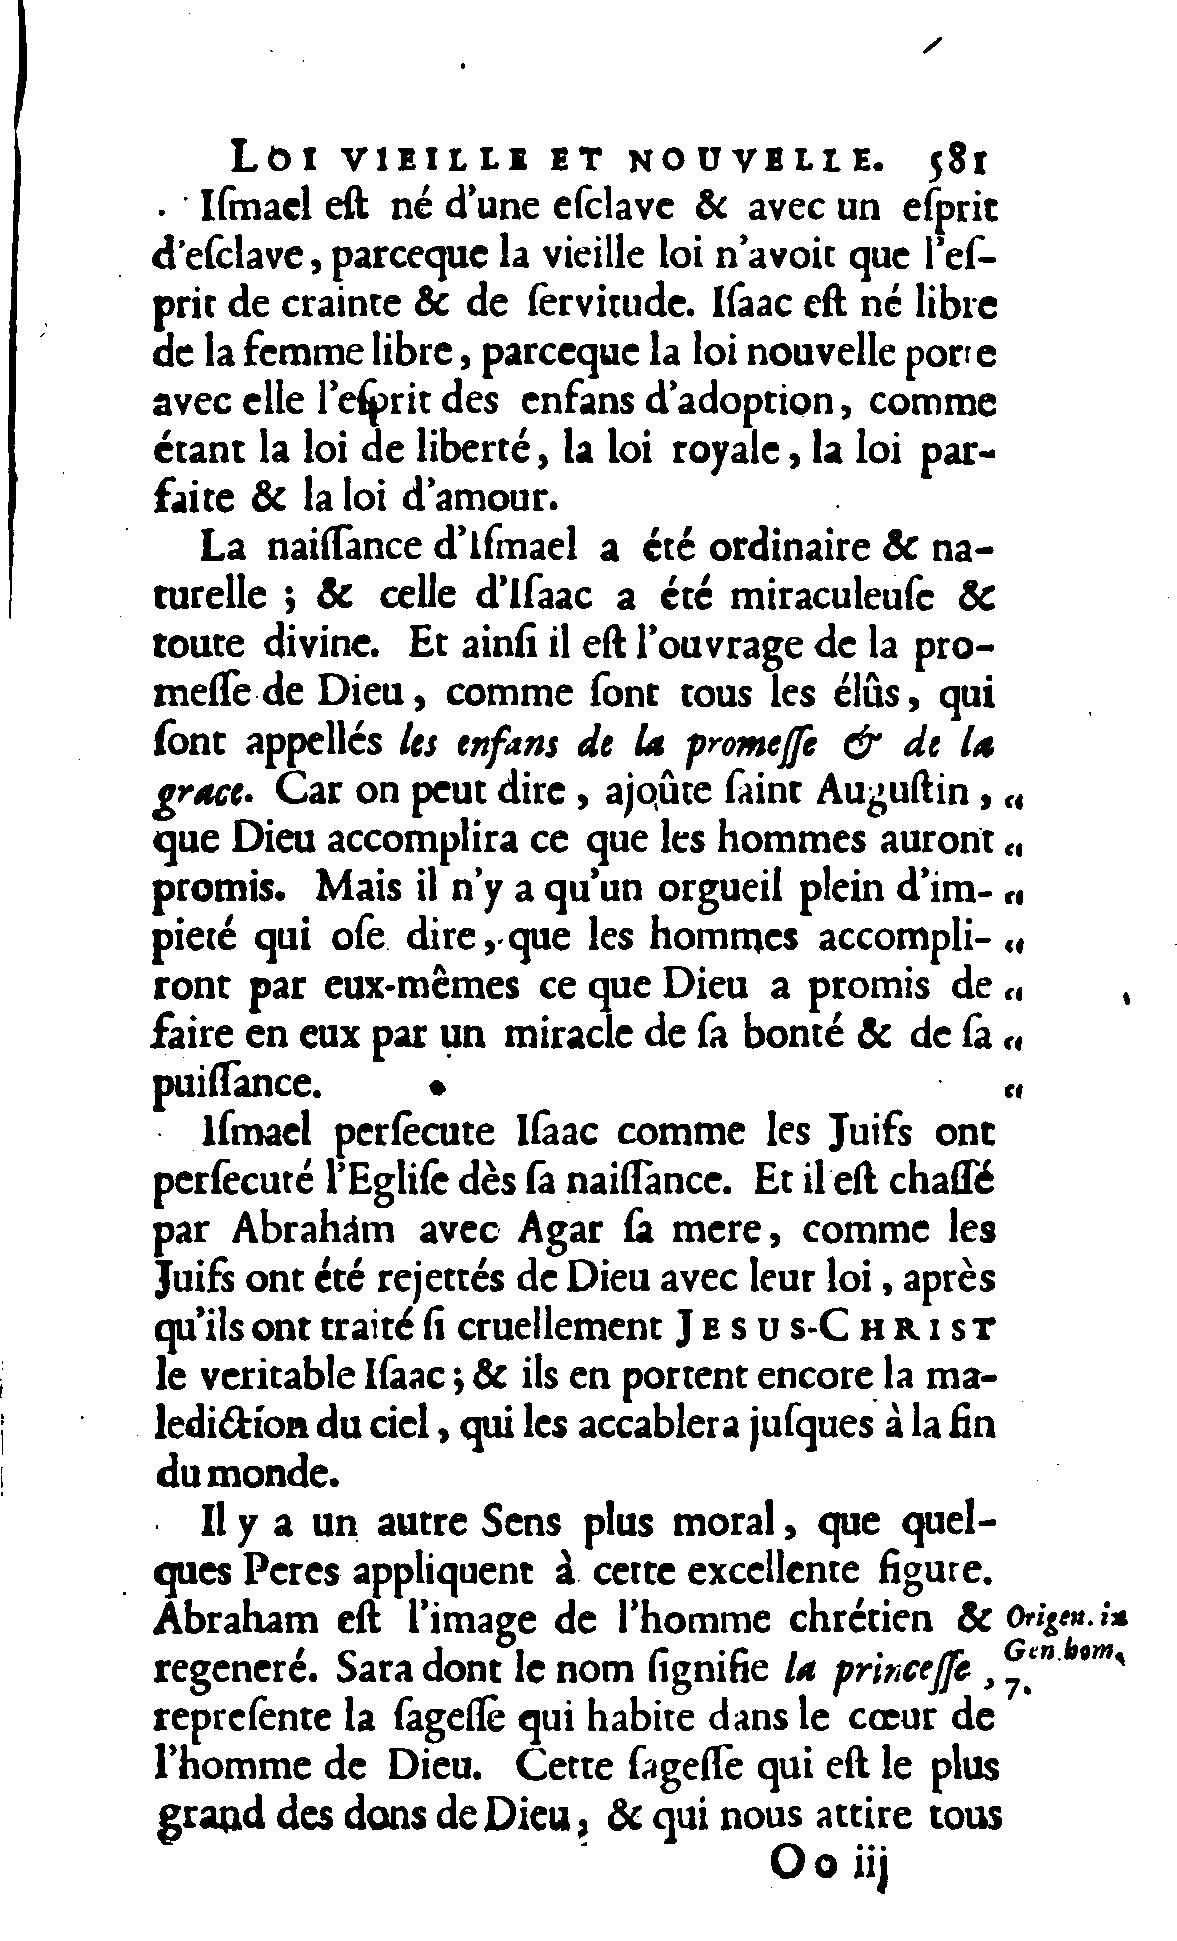 LOI VIEILLE ET NOUVELLE. 581
Iſmael eſt né d'une eſclave & avec un eſprit
d'eſclave, parceque la vieille loi n'avoit que l'eſ-
prit de crainte & de ſervitude. Iſaac eſt né libre
de la femme libre, parceque la loi nouvelle porte
avec elle l'eſprit des enfans d'adoption, comme
étant la loi de liberté, la loi royale, la loi par-
faite & la loi d'amour.
La naiſſance d'Iſmael a été ordinaire & na-
turelle ; & celle d'Iſaac a été miraculeuſe &
toute divine. Et ainſi il eſt l'ouvrage de la pro-
meſſe de Dieu, comme ſont tous les élûs, qui
ſont appellés les enfans de la promeſſe & de la
grace. Car on peut dire, ajoûte ſaint Auguſtin, “
que Dieu accomplira ce que les hommes auront “
promis. Mais il n'y a qu'un orgueil plein d'im- “
pieté qui oſe dire, que les hommes accompli- “
ront par eux-mêmes ce que Dieu a promis de “
faire en eux par un miracle de ſa bonté & de ſa “
puiſſance. “
Iſmael perſecute Iſaac comme les Juifs ont
perſecuté l'Egliſe dès ſa naiſſance. Et il eſt chaſſé
par Abraham avec Agar ſa mere, comme les
Juifs ont été rejettés de Dieu avec leur loi, après
qu'ils ont traité ſi cruellement JESUS-CHRIST
le veritable Iſaac ; & ils en portent encore la ma-
lediction du ciel, qui les accablera juſques à la fin
du monde.
Il y a un autre Sens plus moral, que quel-
ques Peres appliquent à cette excellente figure.
Abraham eſt l'image de l'homme chrétien & Origen. in
regeneré. Sara dont le nom ſignifie la princeſſe, Gen. hom.
7.
repreſente la ſageſſe qui habite dans le cœur de
l'homme de Dieu. Cette ſageſſe qui eſt le plus
grand des dons de Dieu, & qui nous attire tous
Oo iij